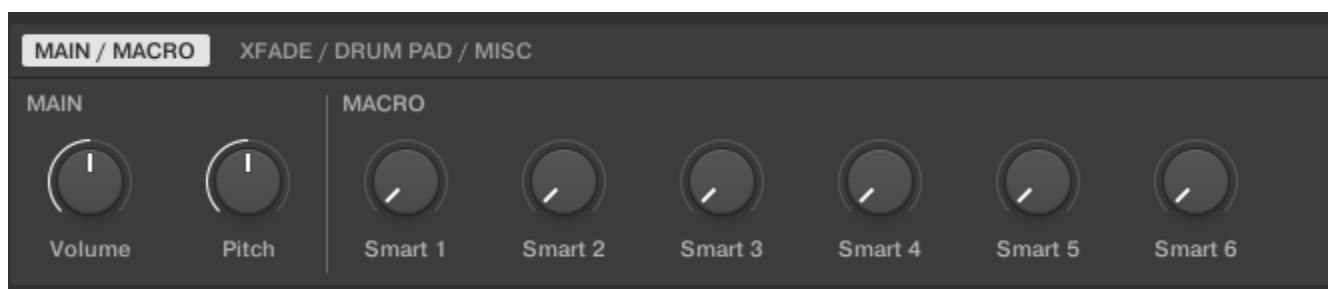 MAIN / MACRO XFADE / DRUM PAD / MISC
MAIN MACRO
Volume Pitch Smart 1 Smart 2 Smart 3 Smart 4 Smart 5 Smart 6